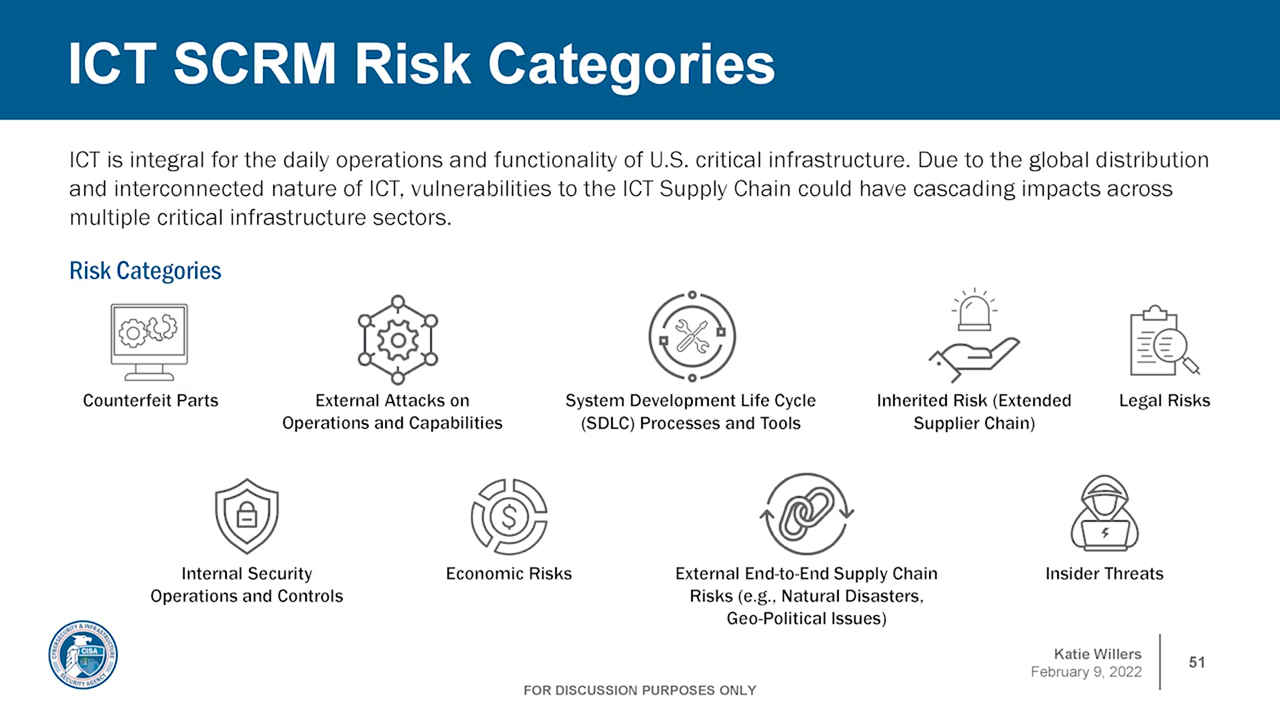 ICT SCRM Risk Categories
ICT is integral for the daily operations and functionality of U.S. critical infrastructure. Due to the global distribution
and interconnected nature of ICT, vulnerabilities to the ICT Supply Chain could have cascading impacts across
multiple critical infrastructure sectors.
Risk Categories
Counterfeit Parts
External Attacks on
Operations and Capabilities
System Development Life Cycle
(SDLC) Processes and Tools
Inherited Risk (Extended
Supplier Chain)
Legal Risks
Internal Security
Operations and Controls
$
Economic Risks
External End-to-End Supply Chain
Risks (e.g., Natural Disasters,
Geo-Political Issues)
Insider Threats
CYBERSECURITY & INFRASTRUCTURE
SECURITY AGENCY
CISA
Katie Willers
February 9, 2022
51
FOR DISCUSSION PURPOSES ONLY